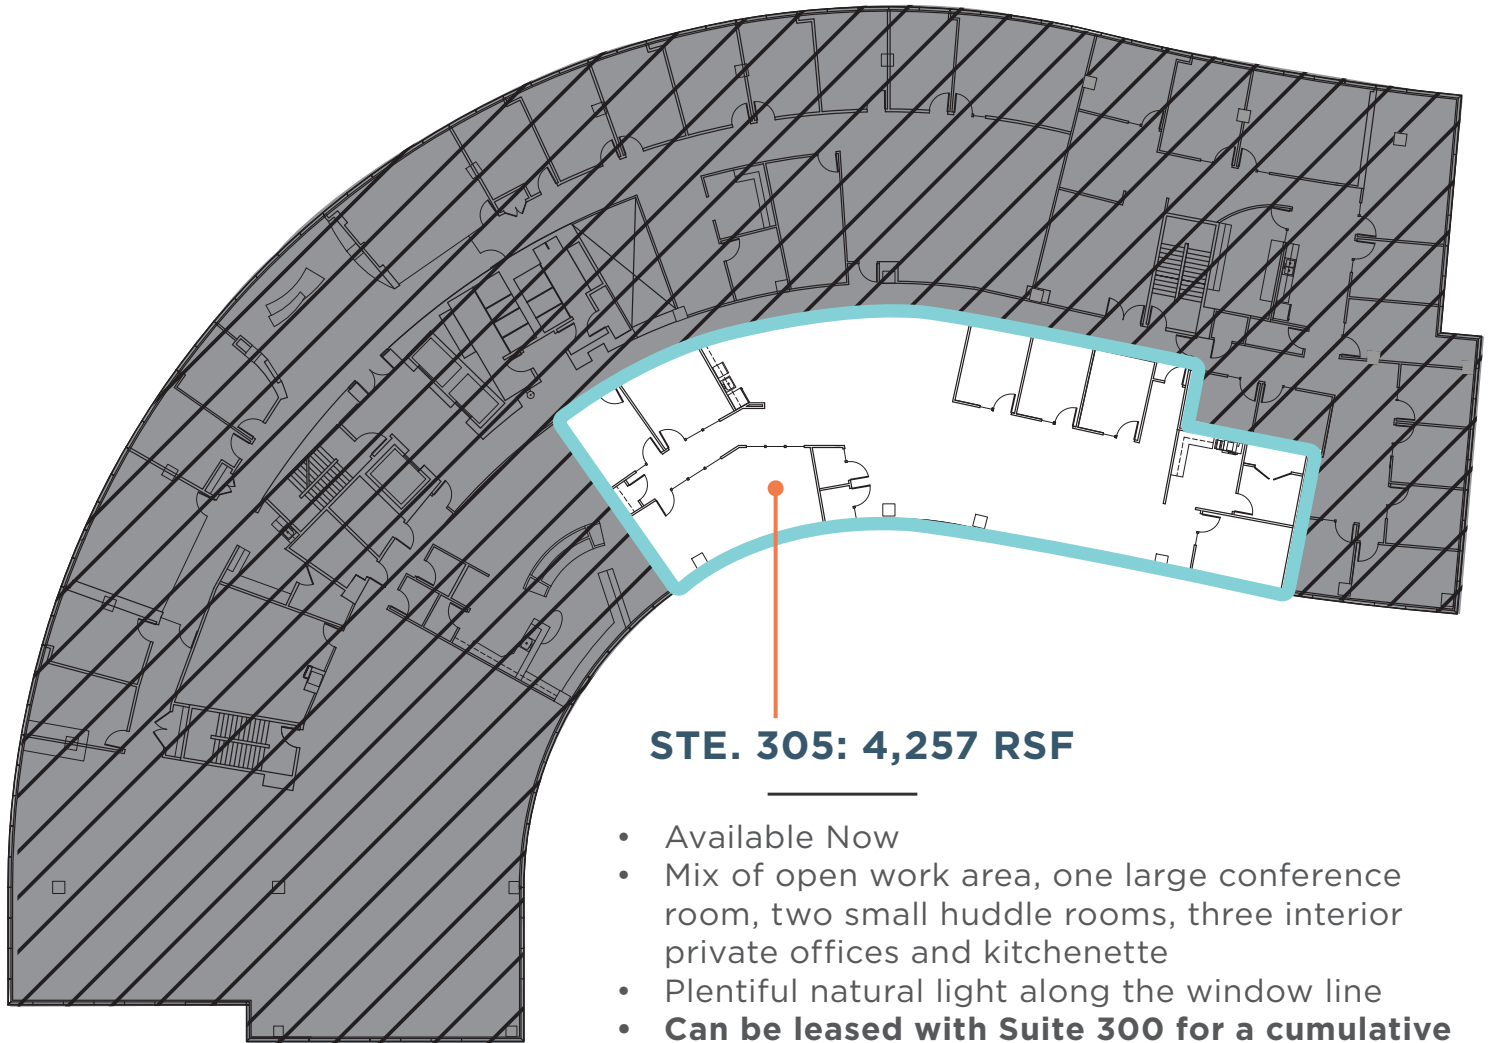 STE. 305: 4,257 RSF
• Available Now
• Mix of open work area, one large conference
room, two small huddle rooms, three interior
private offices and kitchenette
• Plentiful natural light along the window line
• Can be leased with Suite 300 for a cumulative